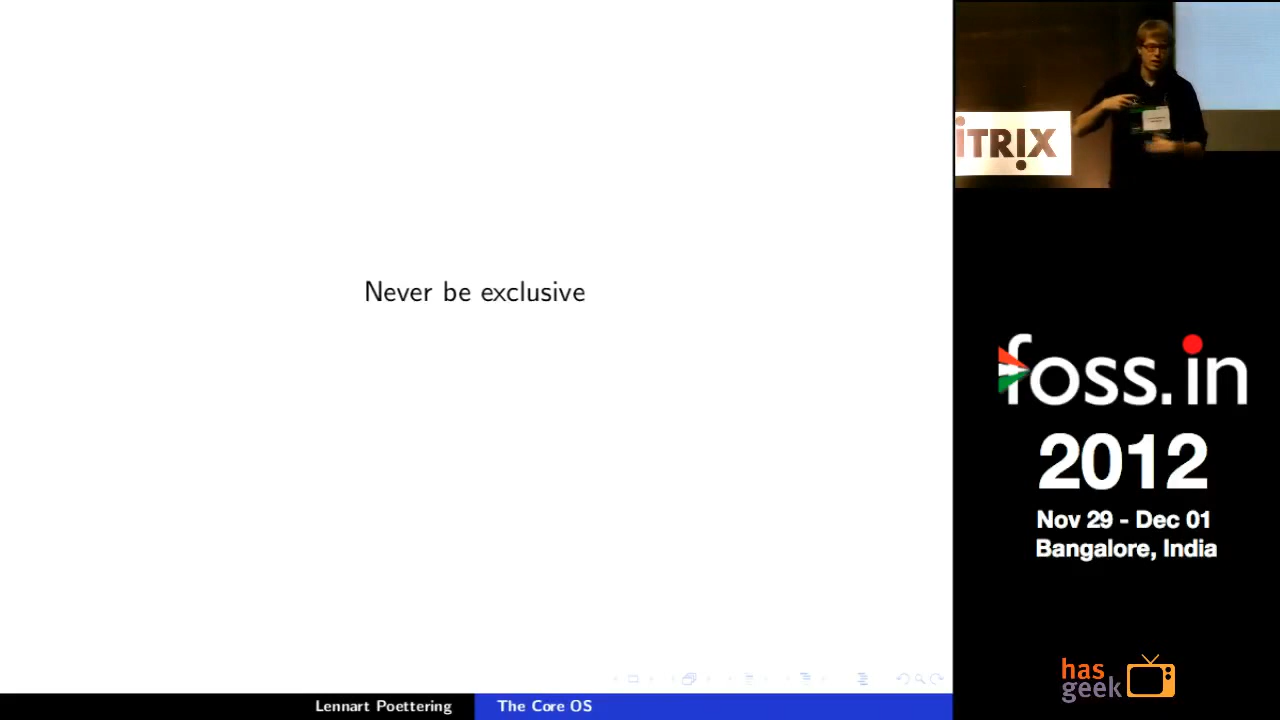 Never be exclusive
Lennart Poettering
The Core OS
iTRIX
foss.in
2012
Nov 29 - Dec 01
Bangalore, India
has
geek